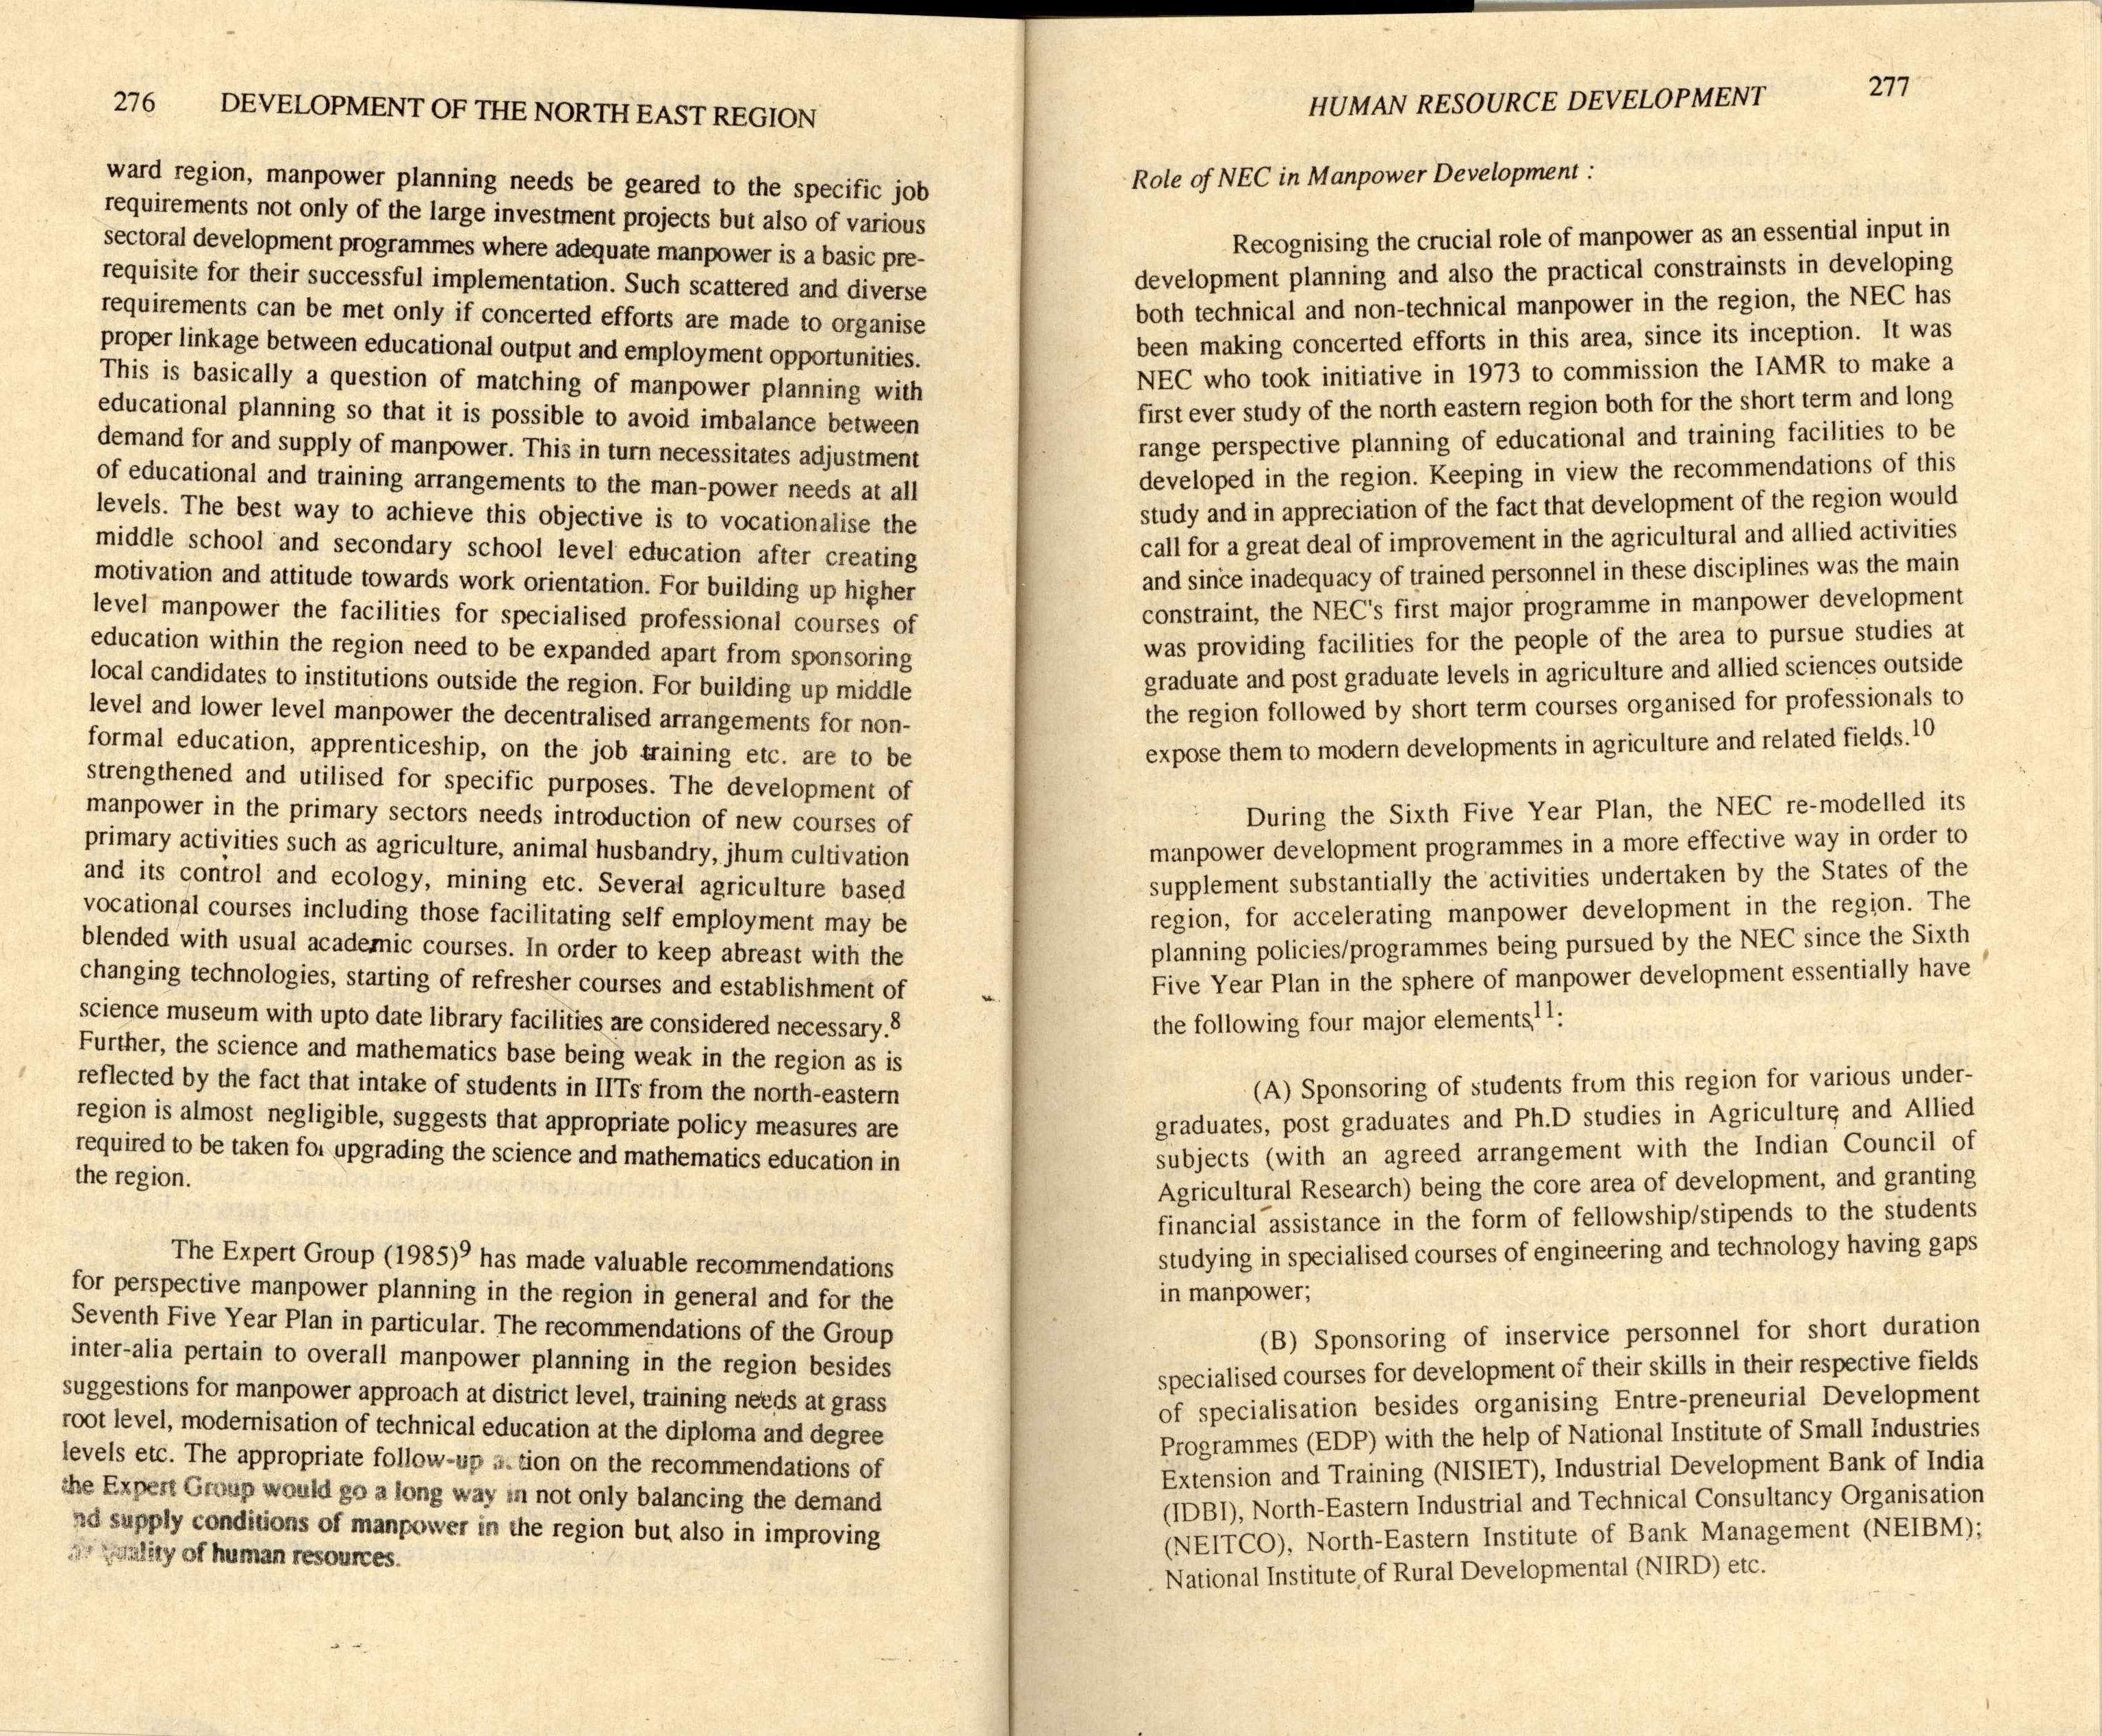 276 DEVELOPMENT OF THE NORTH EAST REGION
ward region, manpower planning needs be geared to the specific job
requirements not only of the large investment projects but also of various
sectoral development programmes where adequate manpower is a basic pre-
requisite for their successful implementation. Such scattered and diverse
requirements can be met only if concerted efforts are made to organise
proper linkage between educational output and employment opportunities.
This is basically a question of matching of manpower planning with
educational planning so that it is possible to avoid imbalance between
demand for and supply of manpower. This in turn necessitates adjustment
of educational and training arrangements to the man-power needs at all
levels. The best way to achieve this objective is to vocationalise the
middle school and secondary school level education after creating
motivation and attitude towards work orientation. For building up higher
level manpower the facilities for specialised professional courses of
education within the region need to be expanded apart from sponsoring
local candidates to institutions outside the region. For building up middle
level and lower level manpower the decentralised arrangements for non-
formal education, apprenticeship, on the job training etc. are to be
strengthened and utilised for specific purposes. The development of
manpower in the primary sectors needs introduction of new courses of
primary activities such as agriculture, animal husbandry, jhum cultivation
and its control and ecology, mining etc. Several agriculture based
vocational courses including those facilitating self employment may be
blended with usual academic courses. In order to keep abreast with the
changing technologies, starting of refresher courses and establishment of
science museum with upto date library facilities are considered necessary.8
Further, the science and mathematics base being weak in the region as is
reflected by the fact that intake of students in IITs from the north-eastern
region is almost negligible, suggests that appropriate policy measures are
required to be taken for upgrading the science and mathematics education in
the region.
The Expert Group (1985)9 has made valuable recommendations
for perspective manpower planning in the region in general and for the
Seventh Five Year Plan in particular. The recommendations of the Group
inter-alia pertain to overall manpower planning in the region besides
suggestions for manpower approach at district level, training needs at grass
root level, modernisation of technical education at the diploma and degree
levels etc. The appropriate follow-up action on the recommendations of
the Expert Group would go a long way in not only balancing the demand
nd supply conditions of manpower in the region but also in improving
quality of human resources.
HUMAN RESOURCE DEVELOPMENT 277
Role of NEC in Manpower Development :
Recognising the crucial role of manpower as an essential input in
development planning and also the practical constrainsts in developing
both technical and non-technical manpower in the region, the NEC has
been making concerted efforts in this area, since its inception. It was
NEC who took initiative in 1973 to commission the IAMR to make a
first ever study of the north eastern region both for the short term and long
range perspective planning of educational and training facilities to be
developed in the region. Keeping in view the recommendations of this
study and in appreciation of the fact that development of the region would
call for a great deal of improvement in the agricultural and allied activities
and since inadequacy of trained personnel in these disciplines was the main
constraint, the NEC's first major programme in manpower development
was providing facilities for the people of the area to pursue studies at
graduate and post graduate levels in agriculture and allied sciences outside
the region followed by short term courses organised for professionals to
expose them to modern developments in agriculture and related fields.10
During the Sixth Five Year Plan, the NEC re-modelled its
manpower development programmes in a more effective way in order to
supplement substantially the activities undertaken by the States of the
region, for accelerating manpower development in the region. The
planning policies/programmes being pursued by the NEC since the Sixth
Five Year Plan in the sphere of manpower development essentially have
the following four major elements,11:
(A) Sponsoring of students from this region for various under-
graduates, post graduates and Ph.D studies in Agriculture and Allied
subjects (with an agreed arrangement with the Indian Council of
Agricultural Research) being the core area of development, and granting
financial assistance in the form of fellowship/stipends to the students
studying in specialised courses of engineering and technology having gaps
in manpower;
(B) Sponsoring of inservice personnel for short duration
specialised courses for development of their skills in their respective fields
of specialisation besides organising Entre-preneurial Development
Programmes (EDP) with the help of National Institute of Small Industries
Extension and Training (NISIET), Industrial Development Bank of India
(IDBI), North-Eastern Industrial and Technical Consultancy Organisation
(NEITCO), North-Eastern Institute of Bank Management (NEIBM);
National Institute of Rural Developmental (NIRD) etc.